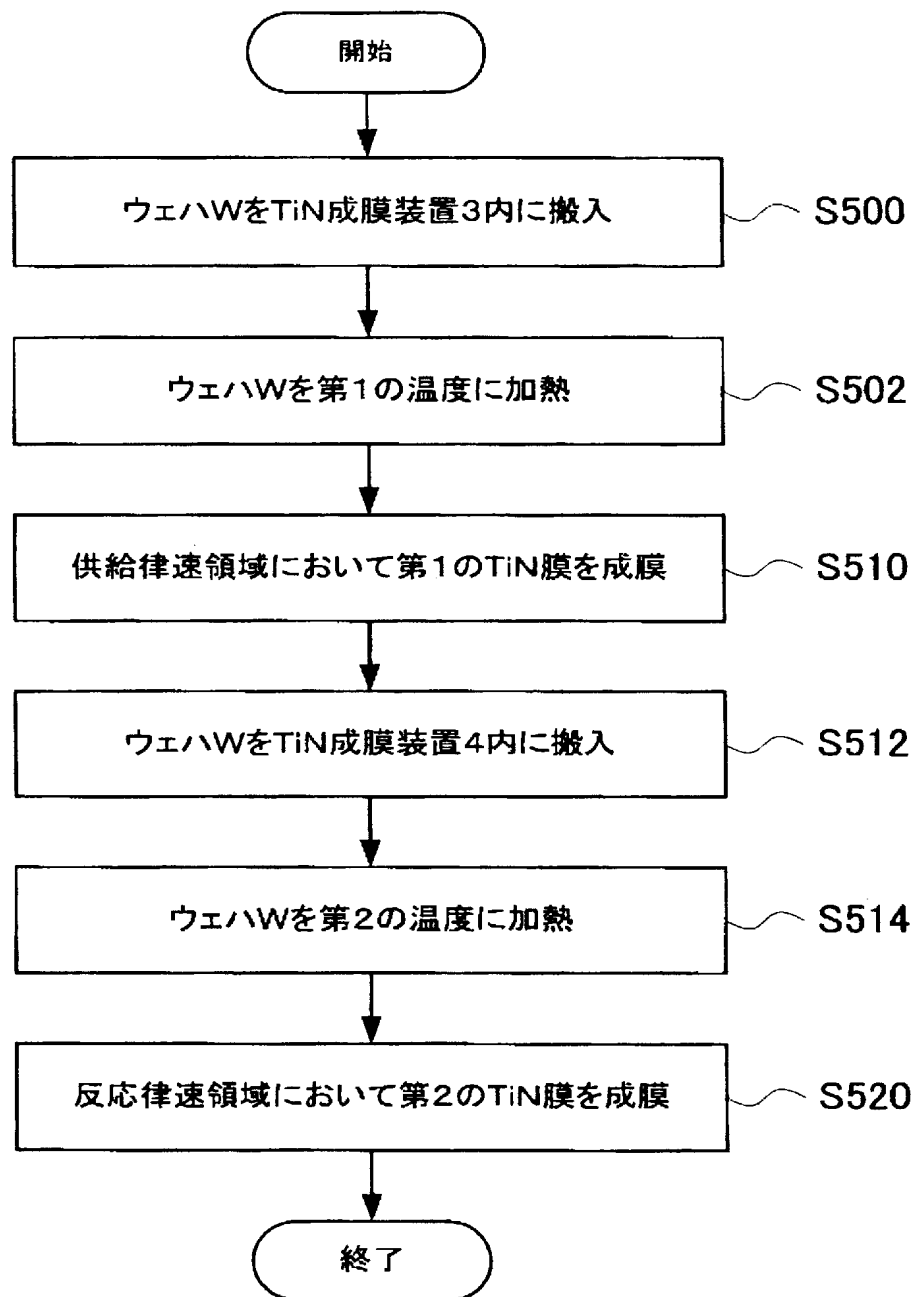 開始
ウェハWをTiN成膜装置3内に搬入
S500
ウェハWを第1の温度に加熱
S502
供給律速領域において第1のTiN膜を成膜
S510
ウェハWをTiN成膜装置4内に搬入
S512
ウェハWを第2の温度に加熱
S514
反応律速領域において第2のTiN膜を成膜
S520
終了